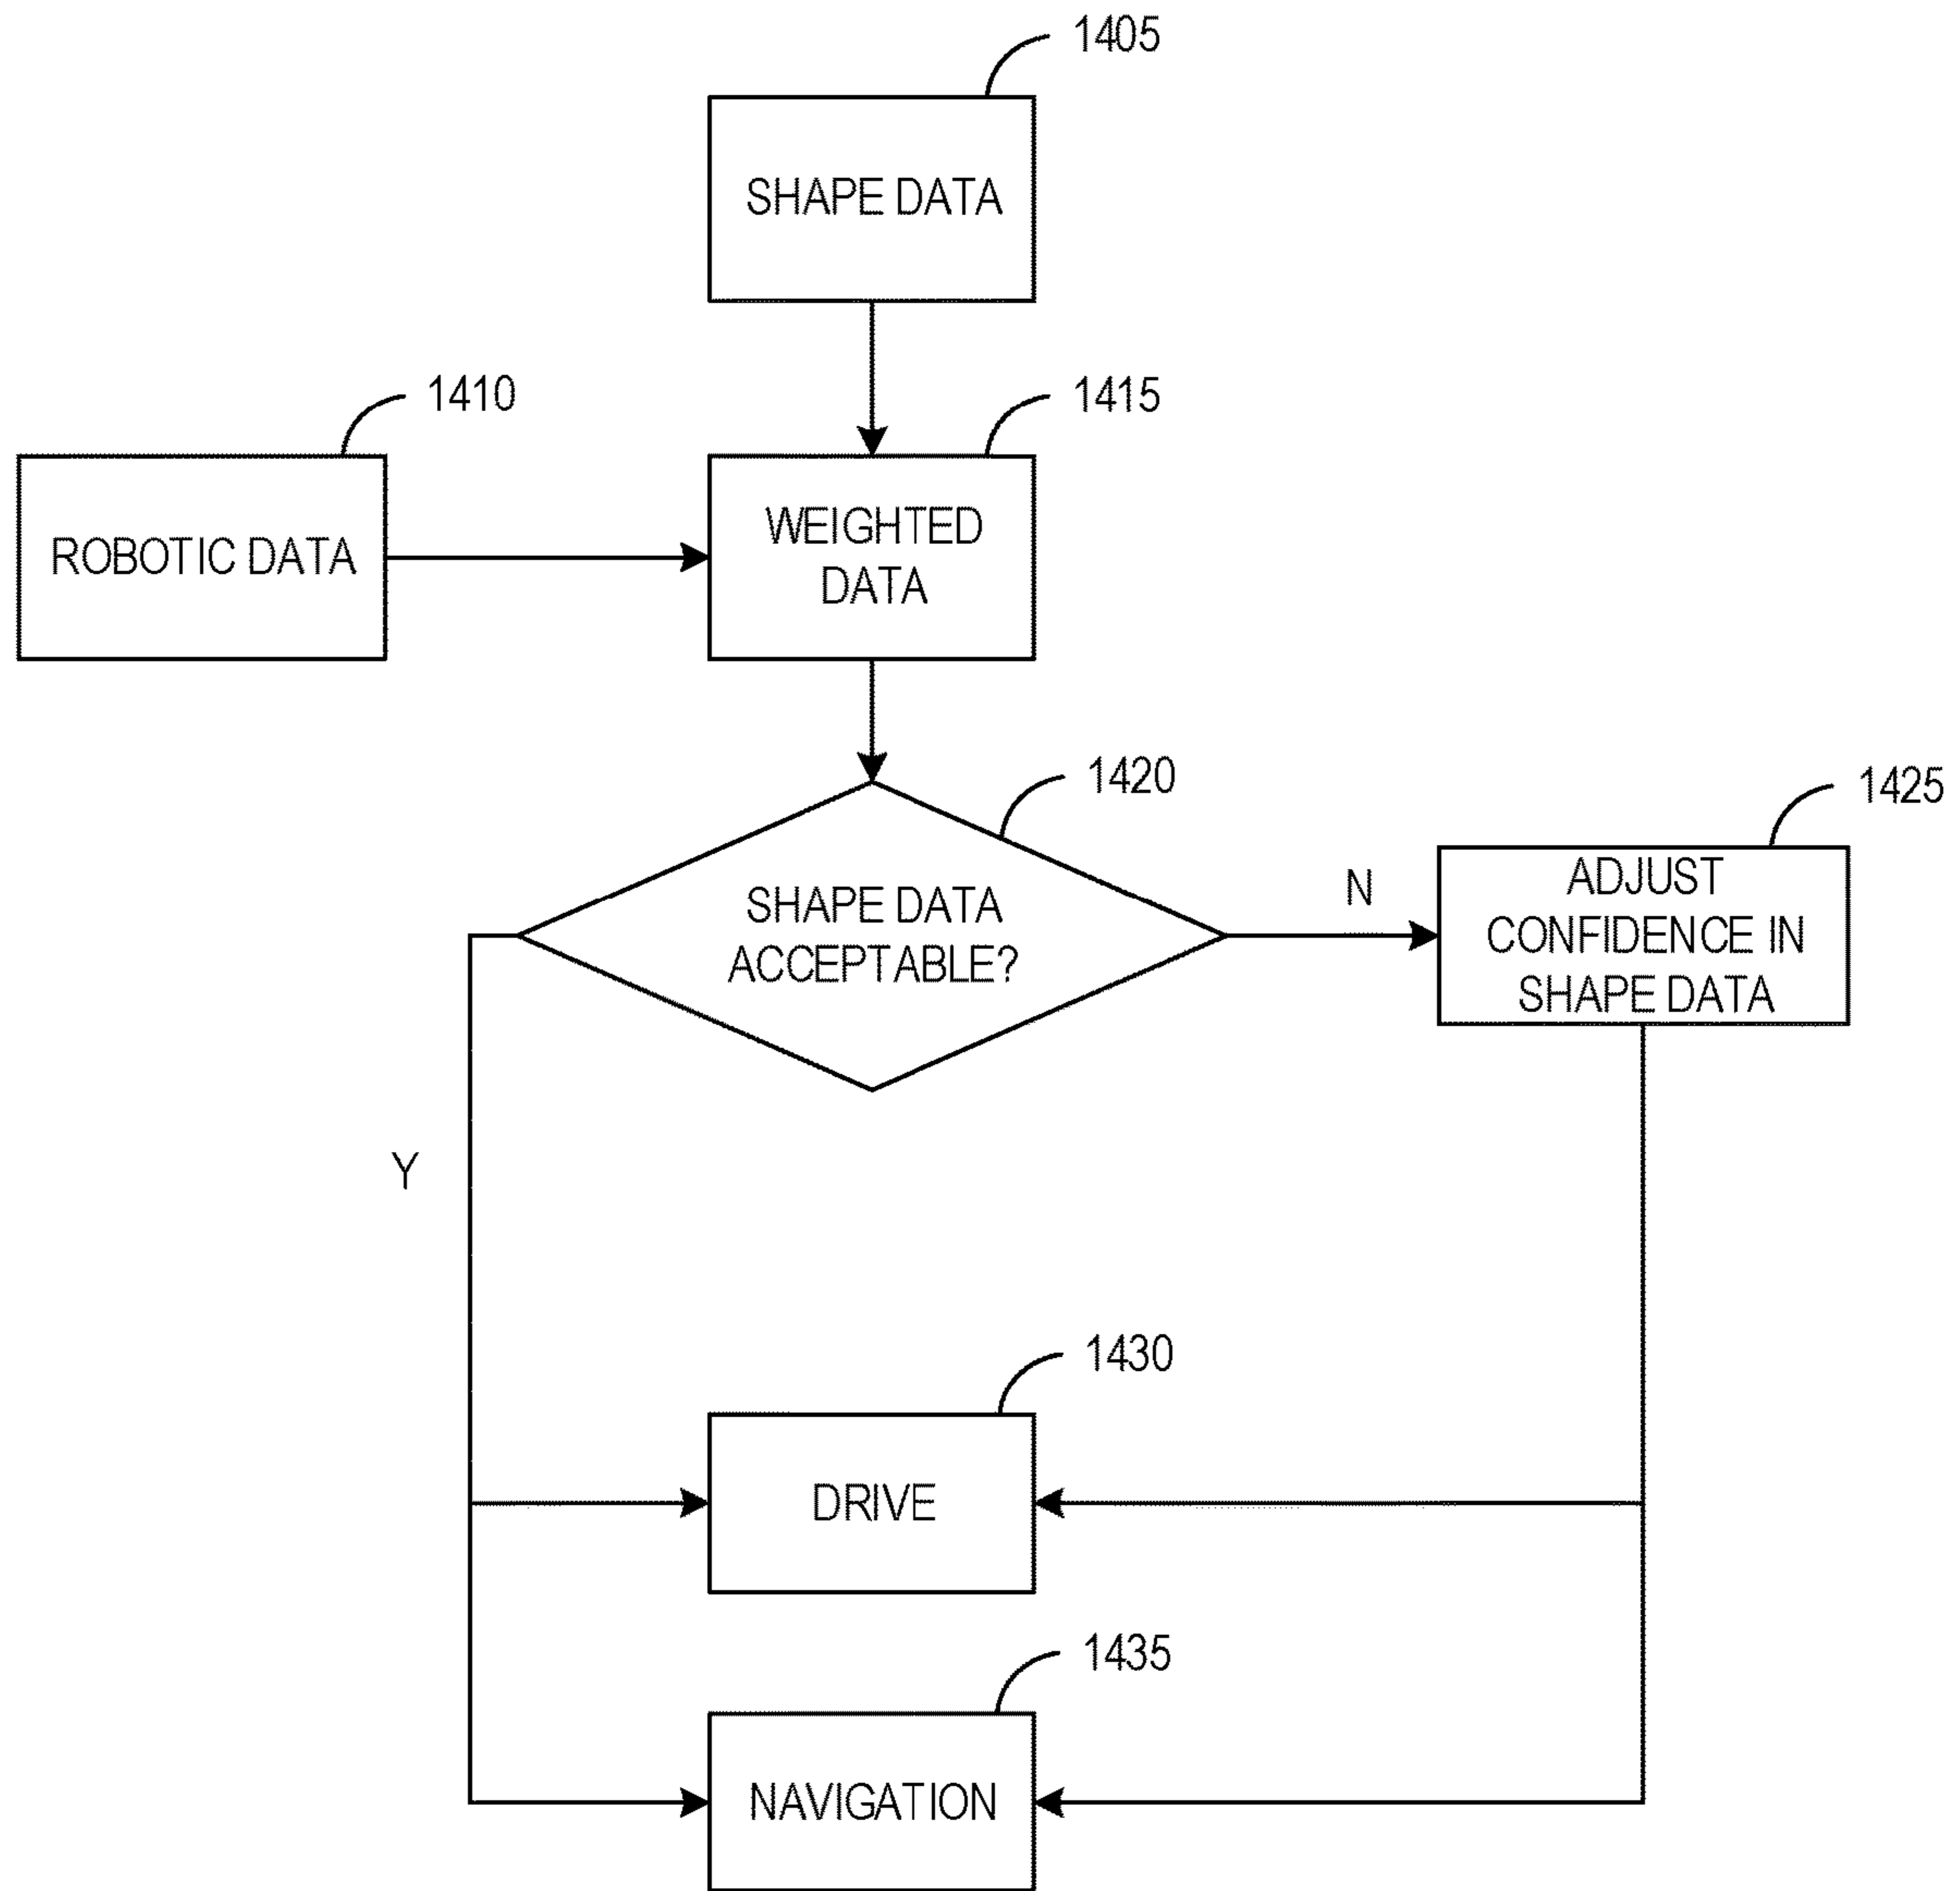 1405
SHAPE DATA
1410
1415
ROBOTIC DATA
WEIGHTED
DATA
1420
1425
SHAPE DATA
ACCEPTABLE?
N
ADJUST
CONFIDENCE IN
SHAPE DATA
Y
1430
DRIVE
1435
NAVIGATION